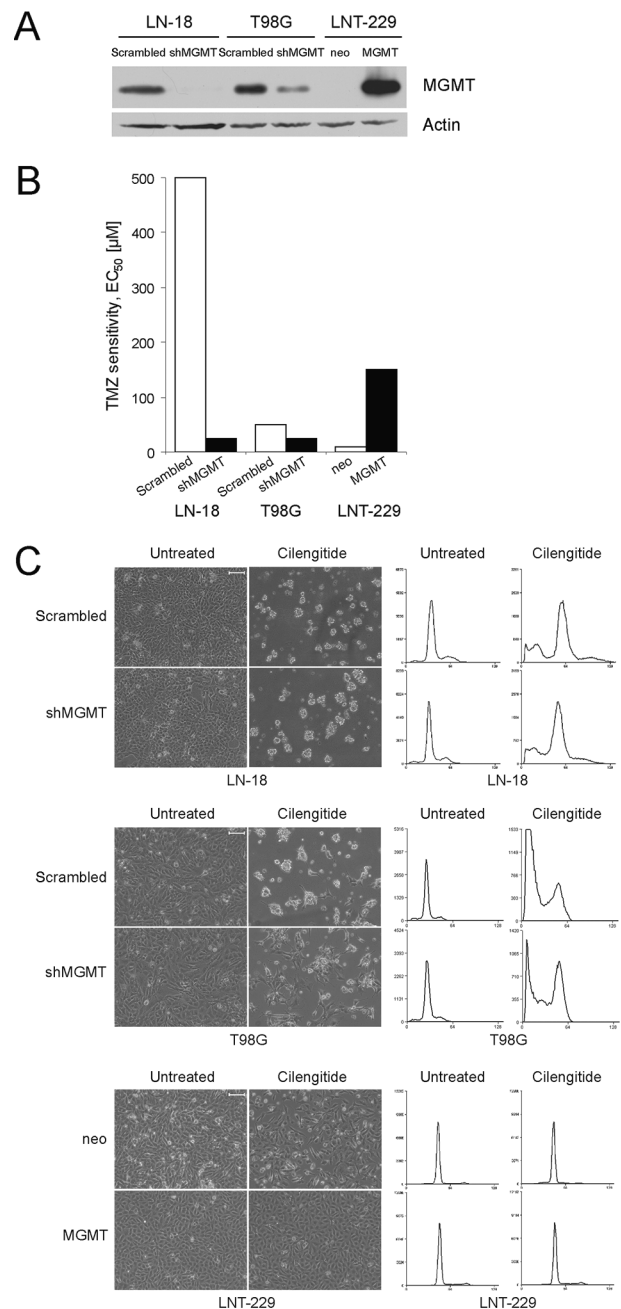 A
LN-18 T98G LNT-229
Scrambled shMGMT Scrambled shMGMT neo MGMT
MGMT
Actin
B
TMZ sensitivity, EC50 [µM]
500
400
300
200
100
0
Scrambled shMGMT Scrambled shMGMT neo MGMT
LN-18 T98G LNT-229
C
Untreated Cilengitide Untreated Cilengitide
Scrambled
shMGMT
LN-18 LN-18
Untreated Cilengitide Untreated Cilengitide
Scrambled
shMGMT
T98G T98G
Untreated Cilengitide Untreated Cilengitide
neo
MGMT
LNT-229 LNT-229